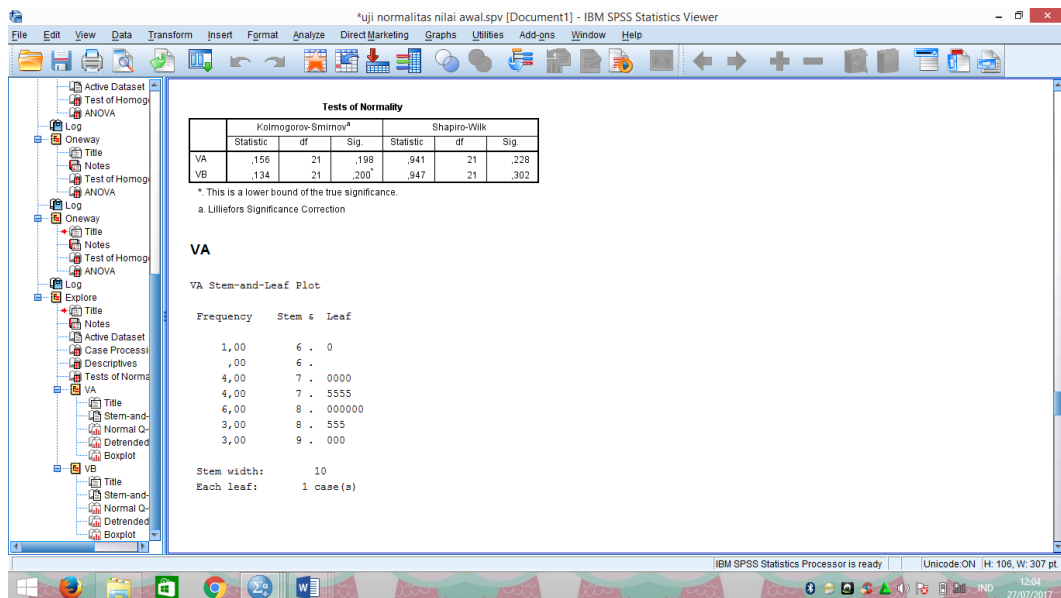 *uji normalitas nilai awal.spv [Document1] - IBM SPSS Statistics Viewer
File Edit View Data Transform Insert Format Analyze Direct Marketing Graphs Utilities Add-ons Window Help
Active Dataset
Test of Homog
ANOVA
Log
Oneway
Title
Notes
Test of Homog
ANOVA
Log
Oneway
Title
Notes
Test of Homog
ANOVA
Log
Explore
Title
Notes
Active Dataset
Case Processi
Descriptives
Tests of Norma
VA
Title
Stem-and-
Normal Q-
Detrended
Boxplot
VB
Title
Stem-and-
Normal Q-
Detrended
Boxplot
Tests of Normality
Kolmogorov-Smirnov^a Shapiro-Wilk
Statistic df Sig. Statistic df Sig.
VA ,156 21 ,198 ,941 21 ,228
VB ,134 21 ,200* ,947 21 ,302
*. This is a lower bound of the true significance.
a. Lilliefors Significance Correction
VA
VA Stem-and-Leaf Plot
Frequency Stem & Leaf
1,00 6 . 0
,00 6 .
4,00 7 . 0000
4,00 7 . 5555
6,00 8 . 000000
3,00 8 . 555
3,00 9 . 000
Stem width: 10
Each leaf: 1 case(s)
IBM SPSS Statistics Processor is ready Unicode:ON H: 106, W: 307 pt.
IND 12:04
27/07/2017